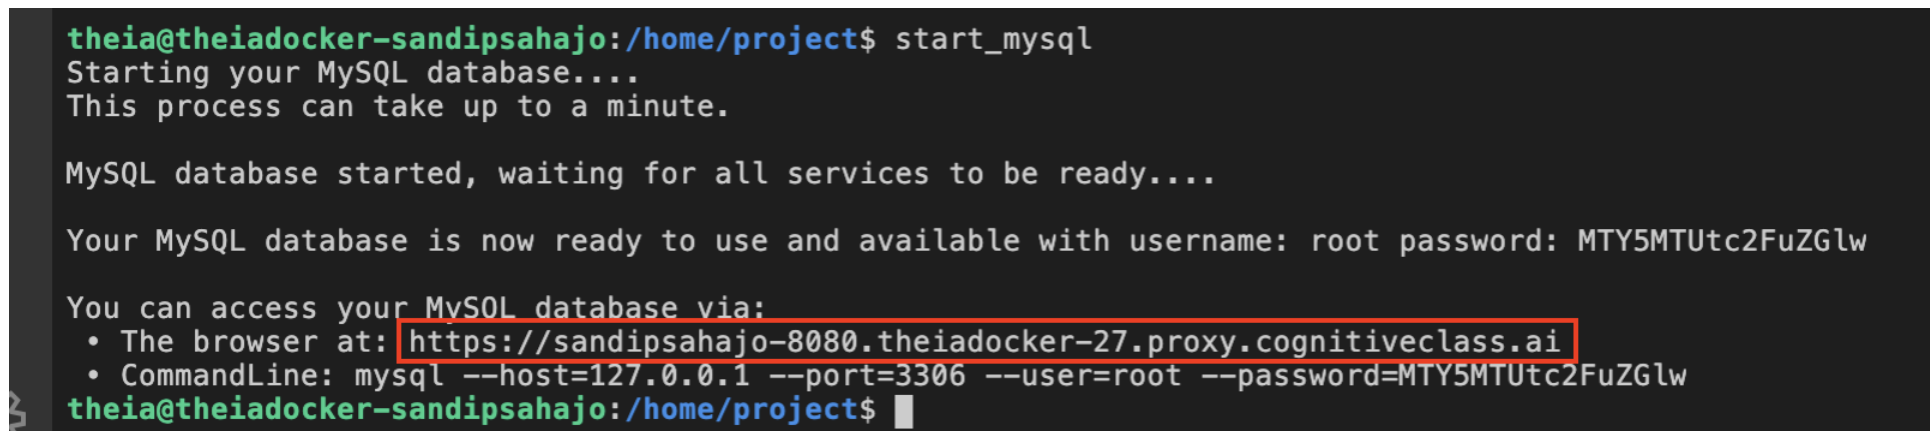 theia@theiadocker-sandipsahajo:/home/project$ start_mysql
Starting your MySQL database....
This process can take up to a minute.
MySQL database started, waiting for all services to be ready....
Your MySQL database is now ready to use and available with username: root password: MTY5MTUtc2FuZGlw
You can access your MySQL database via:
• The browser at: https://sandipsahajo-8080.theiadocker-27.proxy.cognitiveclass.ai
• CommandLine: mysql --host=127.0.0.1 --port=3306 --user=root --password=MTY5MTUtc2FuZGlw
theia@theiadocker-sandipsahajo:/home/project$